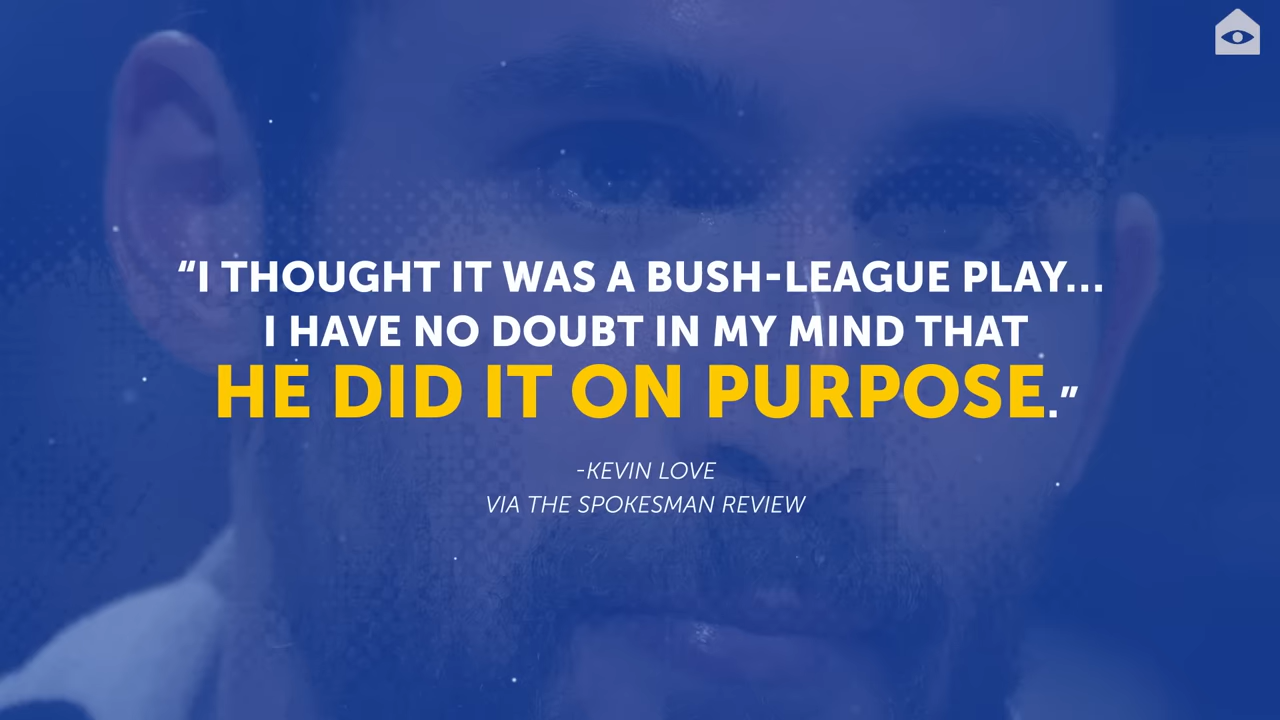 “I THOUGHT IT WAS A BUSH-LEAGUE PLAY...
I HAVE NO DOUBT IN MY MIND THAT
HE DID IT ON PURPOSE.”
-KEVIN LOVE
VIA THE SPOKESMAN REVIEW